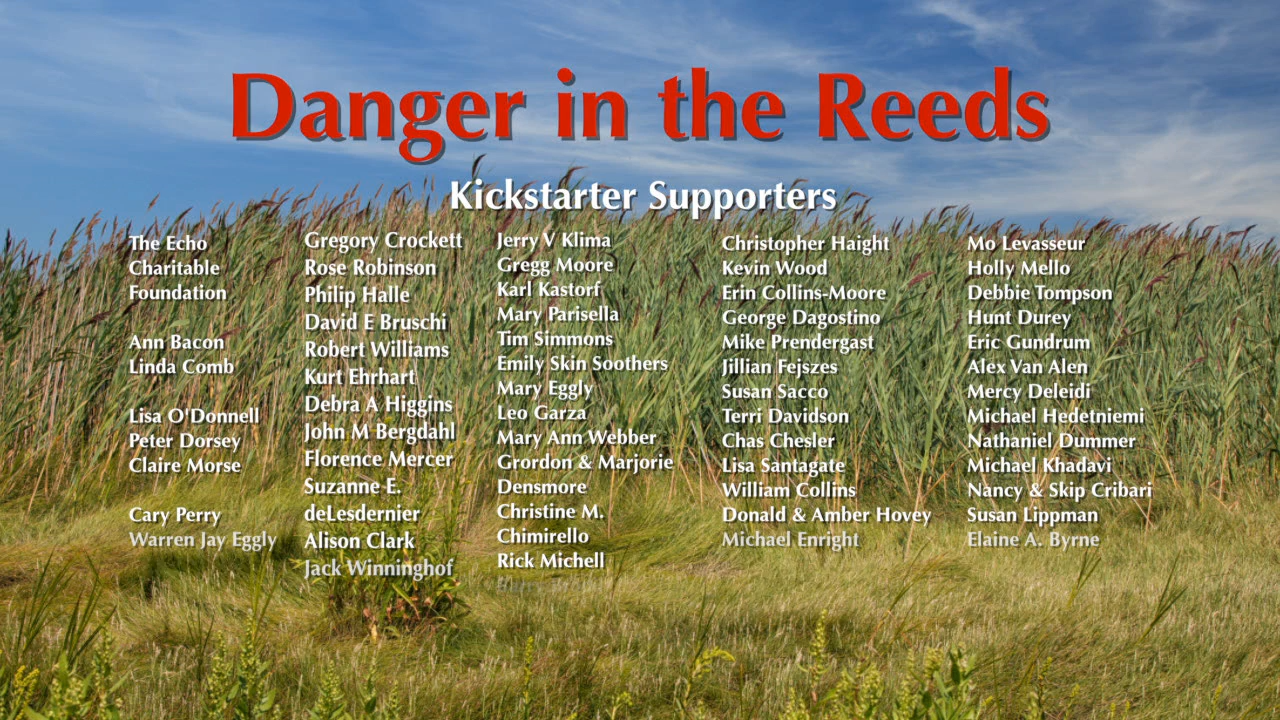 Danger in the Reeds
Kickstarter Supporters
The Echo
Charitable
Foundation
Ann Bacon
Linda Comb
Lisa O'Donnell
Peter Dorsey
Claire Morse
Cary Perry
Warren Jay Eggly
Gregory Crockett
Rose Robinson
Philip Halle
David E Bruschi
Robert Williams
Kurt Ehrhart
Debra A Higgins
John M Bergdahl
Florence Mercer
Suzanne E.
deLesdernier
Alison Clark
Jack Winninghof
Jerry V Klima
Gregg Moore
Karl Kastorf
Mary Parisella
Tim Simmons
Emily Skin Soothers
Mary Eggly
Leo Garza
Mary Ann Webber
Grordon & Marjorie
Densmore
Christine M.
Chimirello
Rick Michell
Christopher Haight
Kevin Wood
Erin Collins-Moore
George Dagostino
Mike Prendergast
Jillian Fejszes
Susan Sacco
Terri Davidson
Chas Chesler
Lisa Santagate
William Collins
Donald & Amber Hovey
Michael Enright
Mo Levasseur
Holly Mello
Debbie Tompson
Hunt Durey
Eric Gundrum
Alex Van Alen
Mercy Deleidi
Michael Hedetniemi
Nathaniel Dummer
Michael Khadavi
Nancy & Skip Cribari
Susan Lippman
Elaine A. Byrne